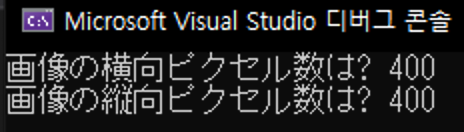 Microsoft Visual Studio 디버그 콘솔
画像の横向ピクセル数は? 400
画像の縦向ピクセル数は? 400